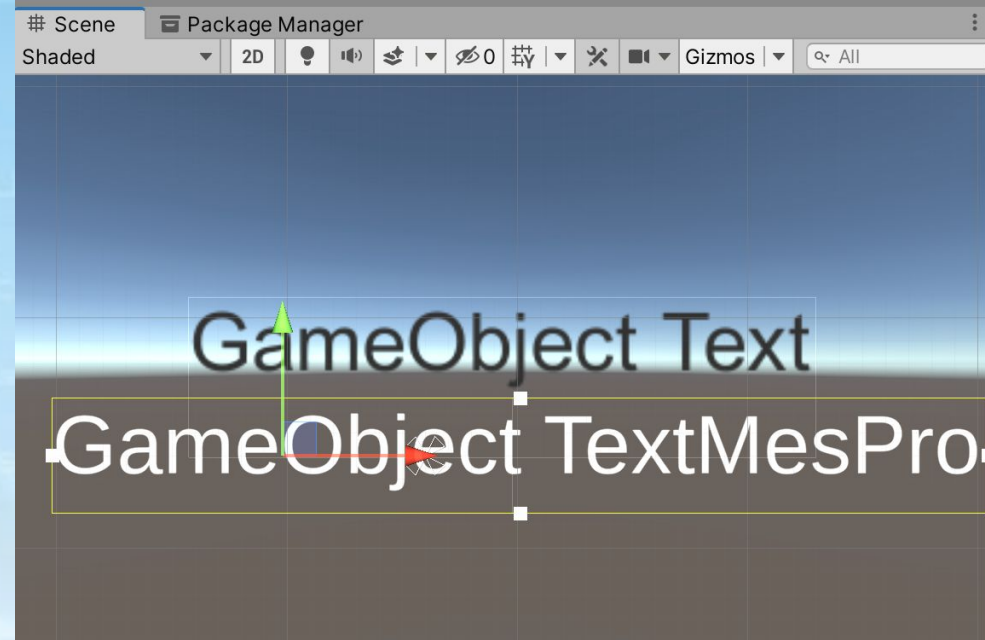 Scene Package Manager
Shaded 2D 0 Gizmos All
GameObject Text
GameObject TextMesPro